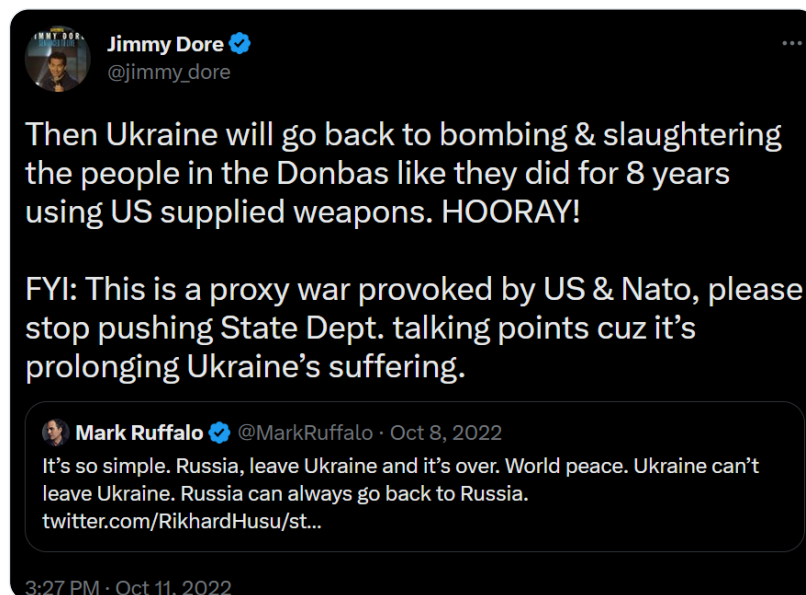 Jimmy Dore
@jimmy_dore
Then Ukraine will go back to bombing & slaughtering
the people in the Donbas like they did for 8 years
using US supplied weapons. HOORAY!
FYI: This is a proxy war provoked by US & Nato, please
stop pushing State Dept. talking points cuz it’s
prolonging Ukraine’s suffering.
Mark Ruffalo @MarkRuffalo · Oct 8, 2022
It’s so simple. Russia, leave Ukraine and it’s over. World peace. Ukraine can’t
leave Ukraine. Russia can always go back to Russia.
twitter.com/RikhardHusu/st...
3:27 PM · Oct 11, 2022